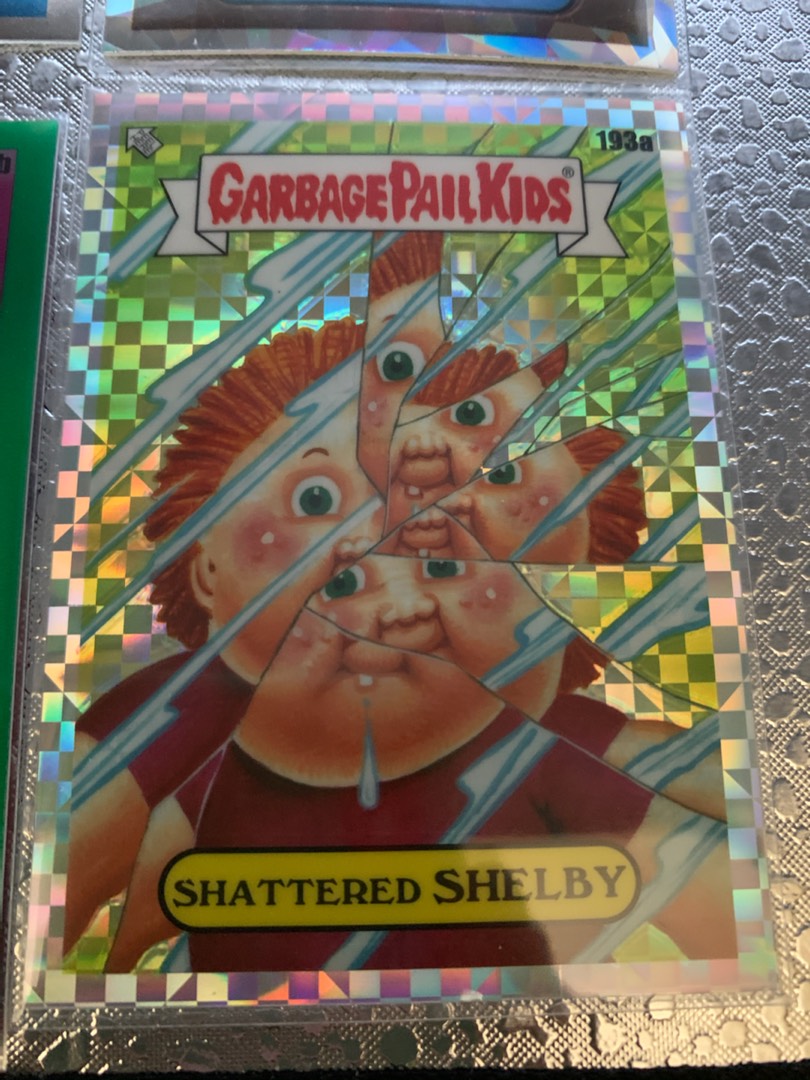 193a
GARBAGE PAIL KIDS®
SHATTERED SHELBY
b